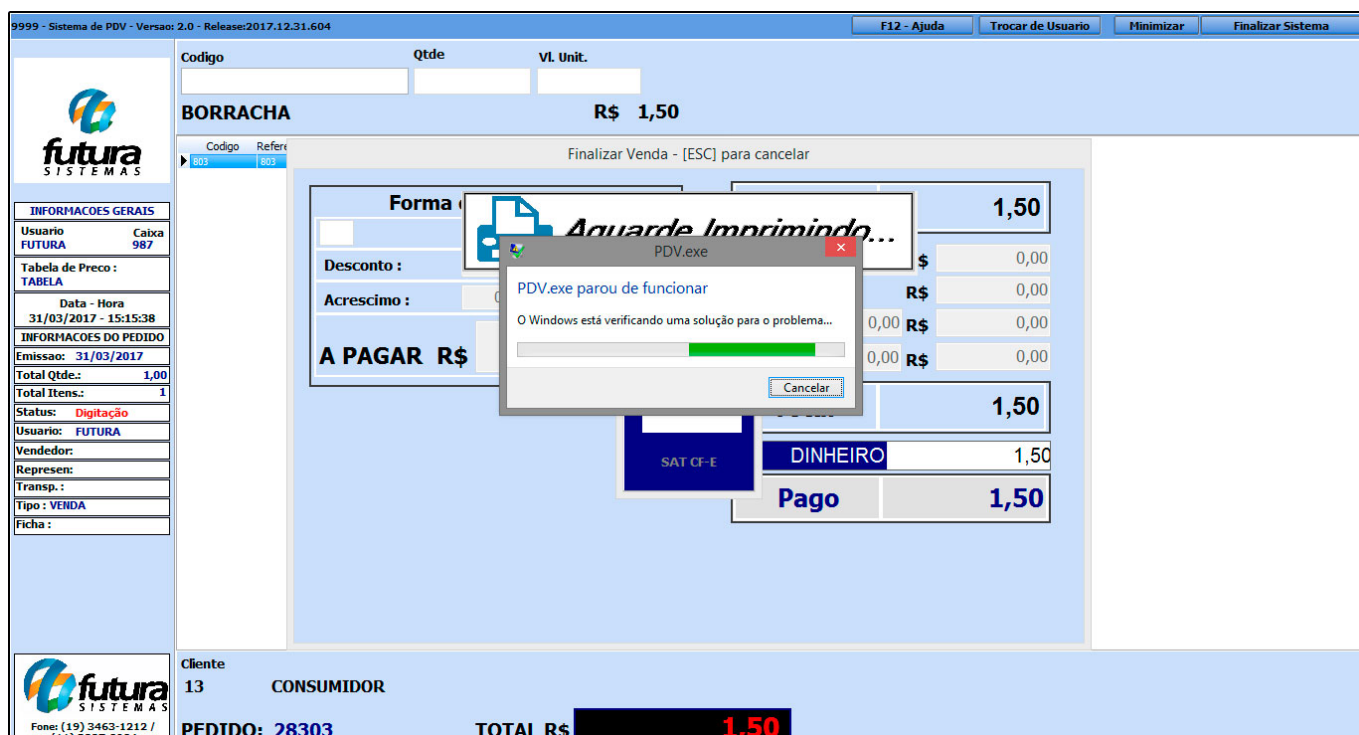 9999 - Sistema de PDV - Versao: 2.0 - Release:2017.12.31.604
F12 - Ajuda
Trocar de Usuario
Minimizar
Finalizar Sistema
futura
SISTEMAS
INFORMACOES GERAIS
Usuario Caixa
FUTURA 987
Tabela de Preco :
TABELA
Data - Hora
31/03/2017 - 15:15:38
INFORMACOES DO PEDIDO
Emissao: 31/03/2017
Total Qtde.: 1,00
Total Itens.: 1
Status: Digitação
Usuario: FUTURA
Vendedor:
Represen:
Transp. :
Tipo : VENDA
Ficha :
futura
SISTEMAS
Fone: (19) 3463-1212 /
Codigo Qtde Vl. Unit.
BORRACHA R$ 1,50
Codigo Refere
803 803
Finalizar Venda - [ESC] para cancelar
Forma
Desconto :
Acrescimo :
A PAGAR R$
Aguarde Imprimindo...
PDV.exe
PDV.exe parou de funcionar
O Windows está verificando uma solução para o problema...
Cancelar
SAT CF-E
1,50
$ 0,00
R$ 0,00
0,00 R$ 0,00
0,00 R$ 0,00
1,50
DINHEIRO 1,50
Pago 1,50
Cliente
13 CONSUMIDOR
PEDIDO: 28303 TOTAL R$ 1,50